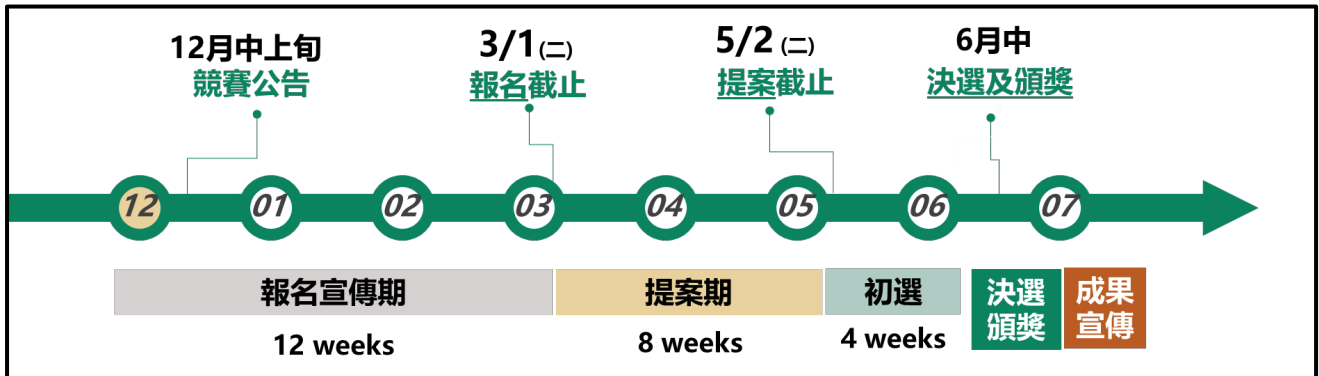 12月中上旬
競賽公告
3/1 (二)
報名截止
5/2 (二)
提案截止
6月中
決選及頒獎
12
01
02
03
04
05
06
07
報名宣傳期
12 weeks
提案期
8 weeks
初選
4 weeks
決選
頒獎
成果
宣傳